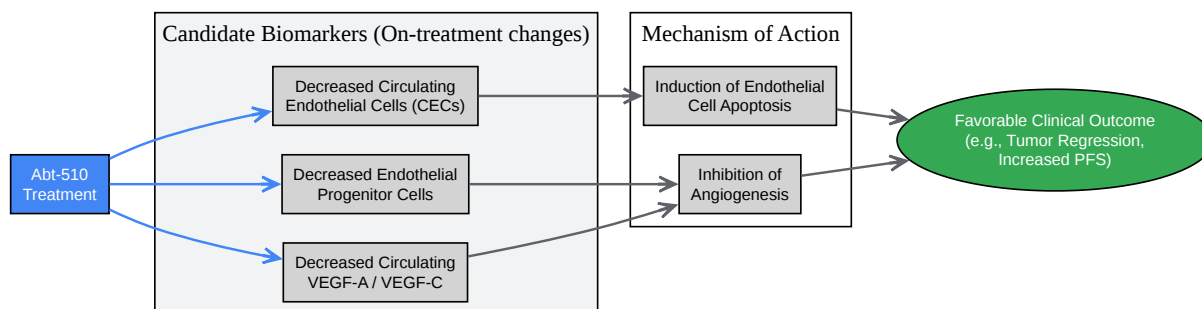 Candidate Biomarkers (On-treatment changes)
Mechanism of Action
Abt-510
Treatment
Decreased Circulating
Endothelial Cells (CECs)
Decreased Endothelial
Progenitor Cells
Decreased Circulating
VEGF-A / VEGF-C
Induction of Endothelial
Cell Apoptosis
Inhibition of
Angiogenesis
Favorable Clinical Outcome
(e.g., Tumor Regression,
Increased PFS)